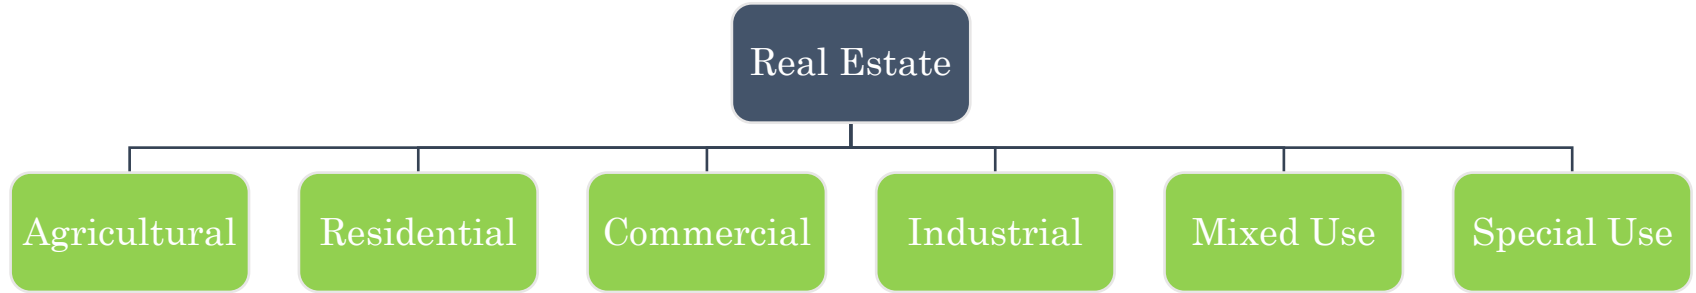 Real Estate
Agricultural
Residential
Commercial
Industrial
Mixed Use
Special Use